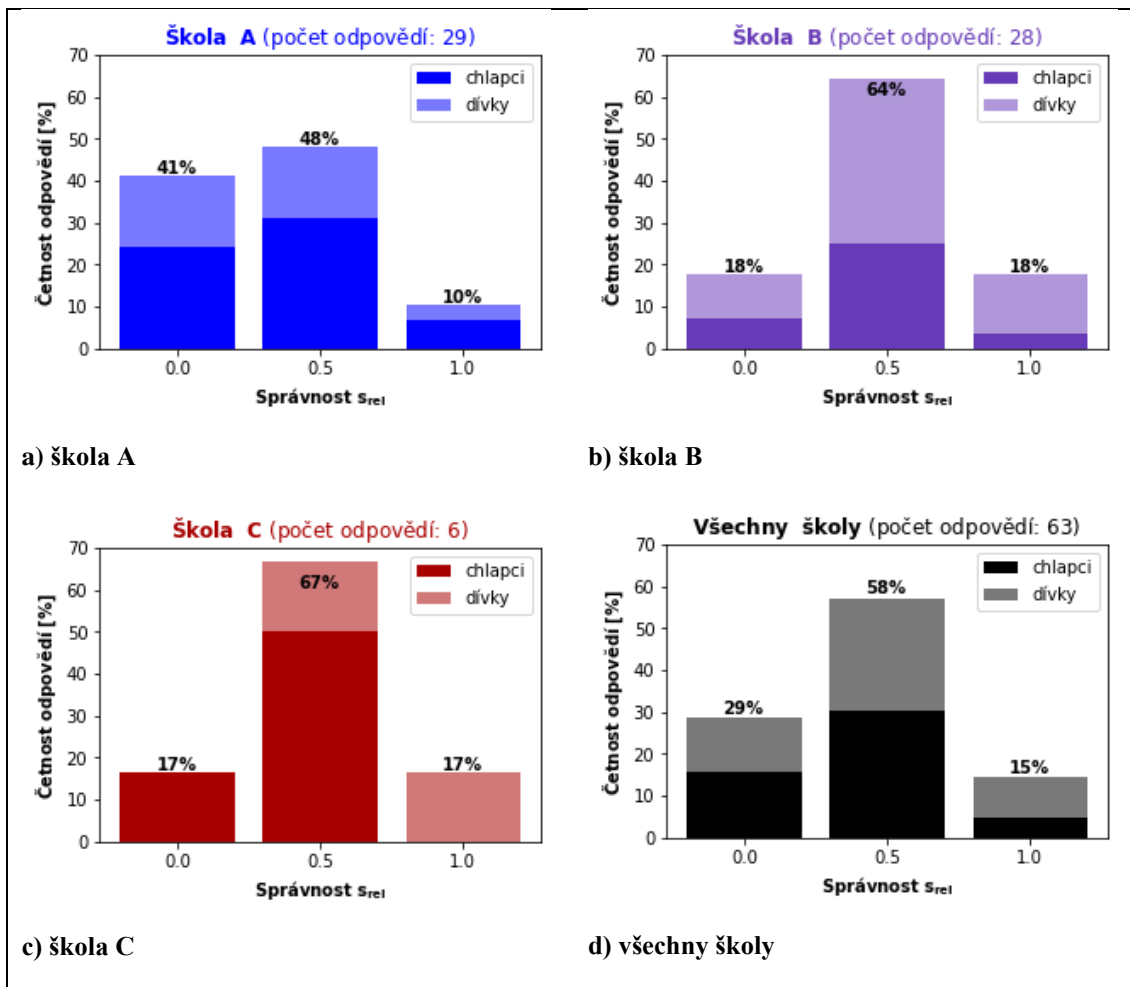 Škola A (počet odpovědí: 29)
70
60
50
40
30
20
10
0
Četnost odpovědí [%]
chlapci
dívky
41%
48%
10%
0.0
0.5
1.0
Správnost s_rel
a) škola A
Škola B (počet odpovědí: 28)
70
60
50
40
30
20
10
0
Četnost odpovědí [%]
chlapci
dívky
18%
64%
18%
0.0
0.5
1.0
Správnost s_rel
b) škola B
Škola C (počet odpovědí: 6)
70
60
50
40
30
20
10
0
Četnost odpovědí [%]
chlapci
dívky
17%
67%
17%
0.0
0.5
1.0
Správnost s_rel
c) škola C
Všechny školy (počet odpovědí: 63)
70
60
50
40
30
20
10
0
Četnost odpovědí [%]
chlapci
dívky
29%
58%
15%
0.0
0.5
1.0
Správnost s_rel
d) všechny školy